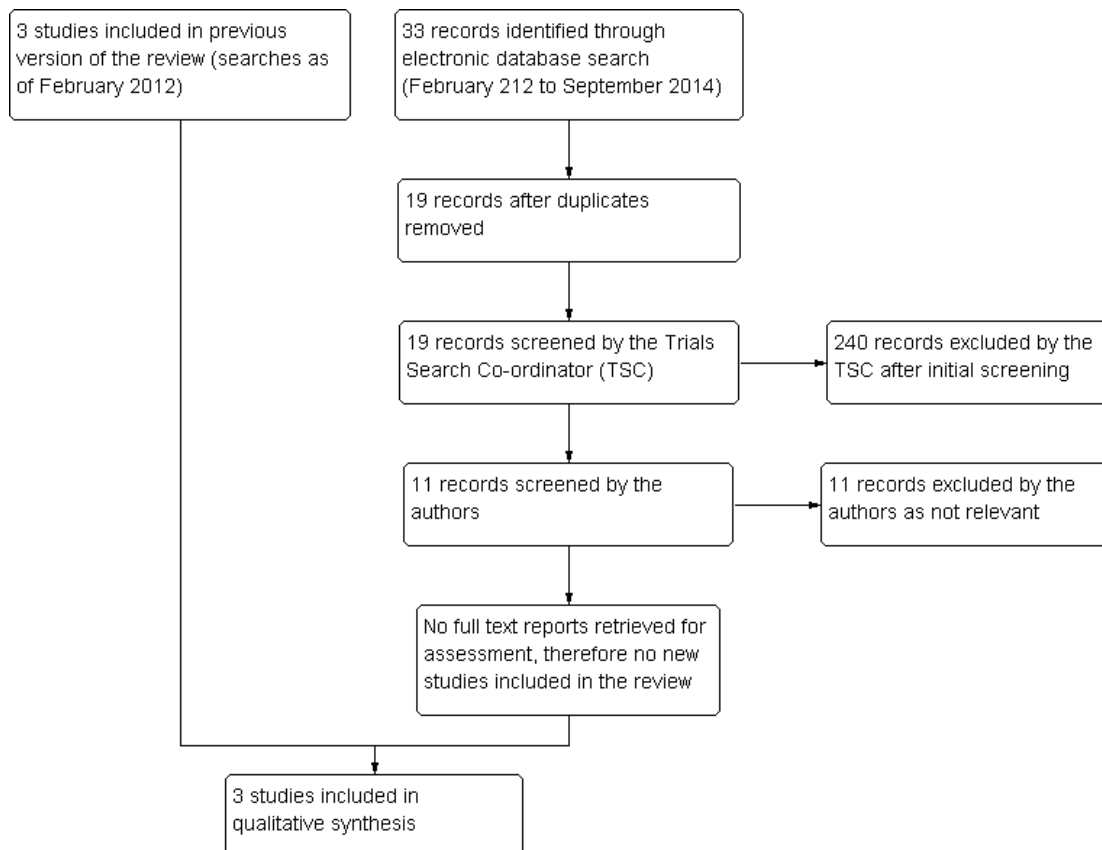 3 studies included in previous
version of the review (searches as
of February 2012)
33 records identified through
electronic database search
(February 212 to September 2014)
19 records after duplicates
removed
19 records screened by the Trials
Search Co-ordinator (TSC)
240 records excluded by the
TSC after initial screening
11 records screened by the
authors
11 records excluded by the
authors as not relevant
No full text reports retrieved for
assessment, therefore no new
studies included in the review
3 studies included in
qualitative synthesis